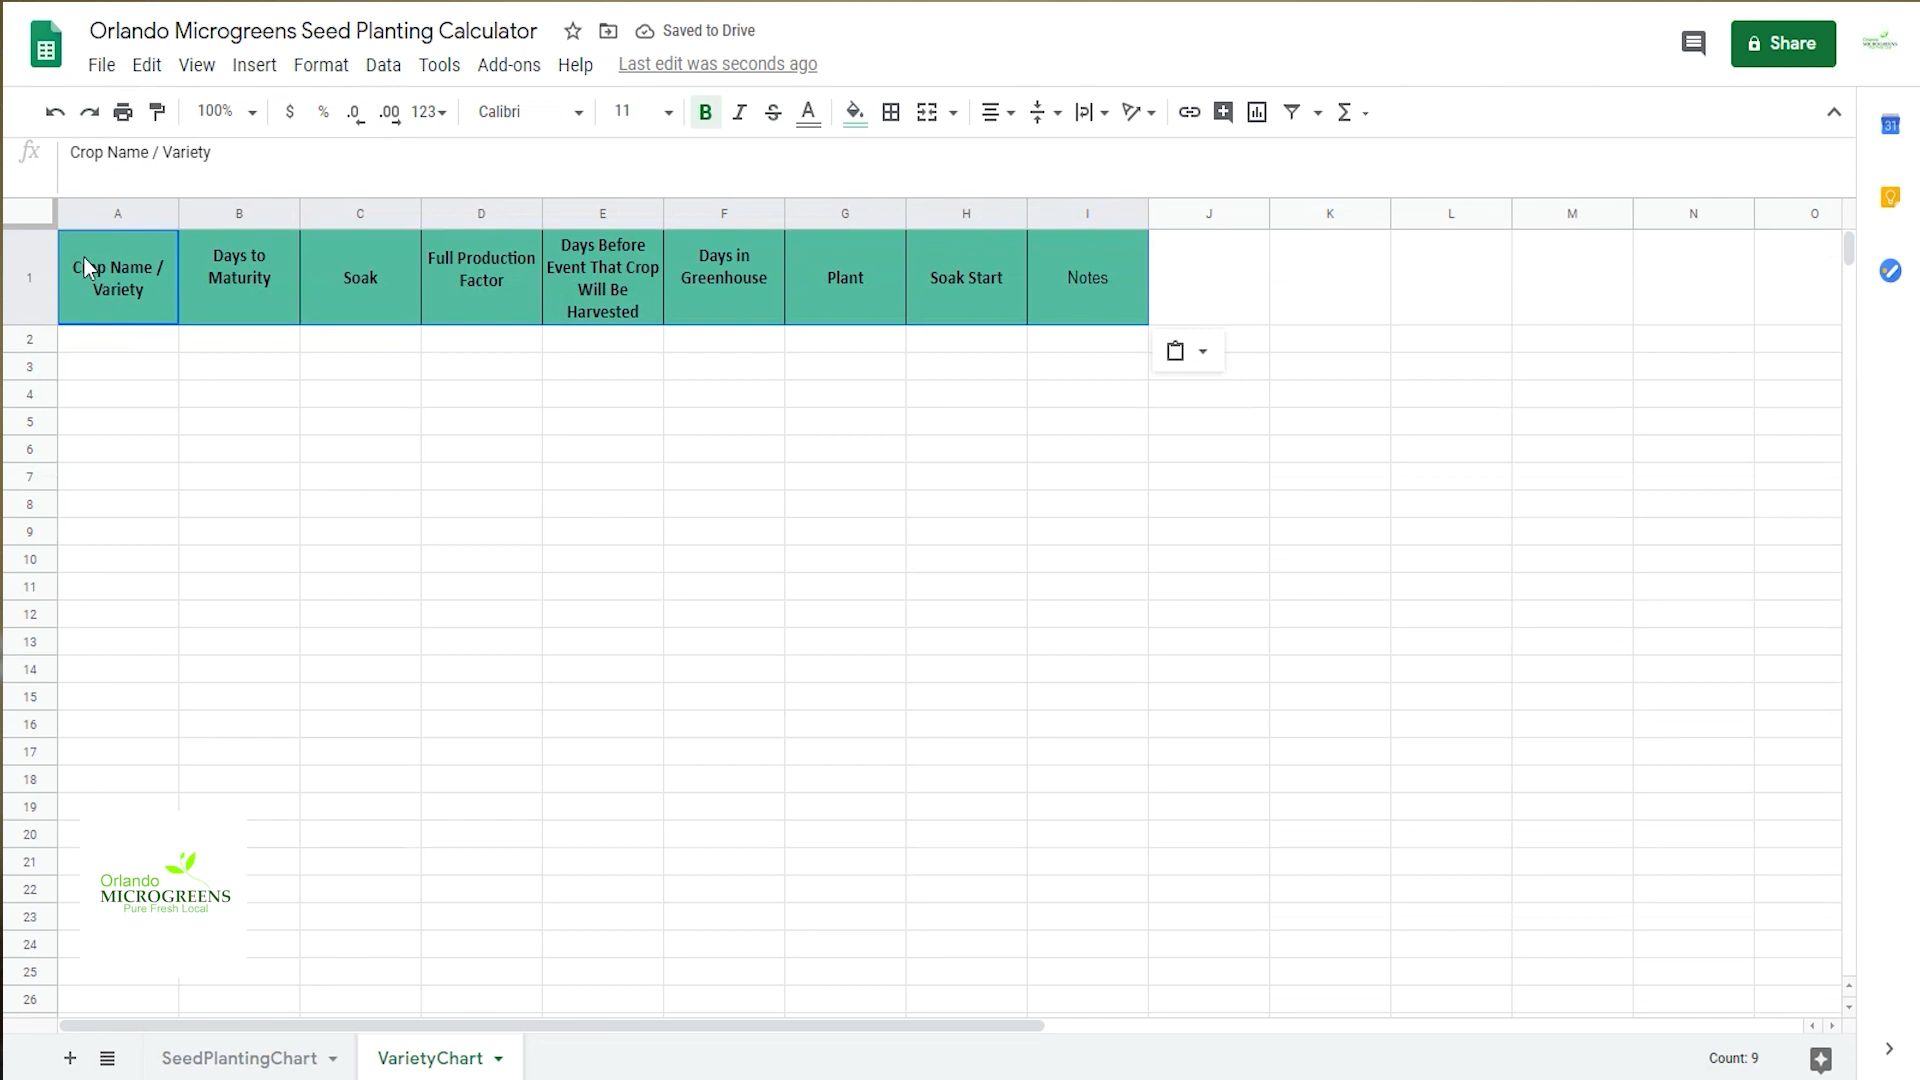 Orlando Microgreens Seed Planting Calculator
Saved to Drive
Share
File Edit View Insert Format Data Tools Add-ons Help Last edit was seconds ago
100% $ % .0 .00 123 Calibri 11 B I S A Σ
31
fx Crop Name / Variety
A B C D E F G H I J K L M N O
1
Crop Name /
Variety
Days to
Maturity
Soak
Full Production
Factor
Days Before
Event That Crop
Will Be
Harvested
Days in
Greenhouse
Plant
Soak Start
Notes
2
3
4
5
6
7
8
9
10
11
12
13
14
15
16
17
18
19
20
21
22
23
24
25
26
Orlando
MICROGREENS
Pure Fresh Local
+ SeedPlantingChart VarietyChart Count: 9